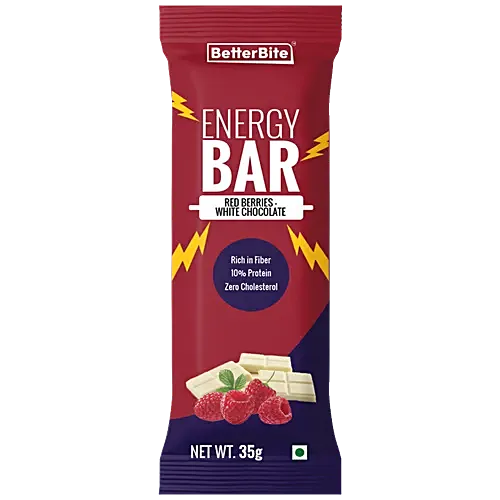 BetterBite
ENERGY
BAR
RED BERRIES -
WHITE CHOCOLATE
Rich in Fiber
10% Protein
Zero Cholesterol
NET WT. 35g